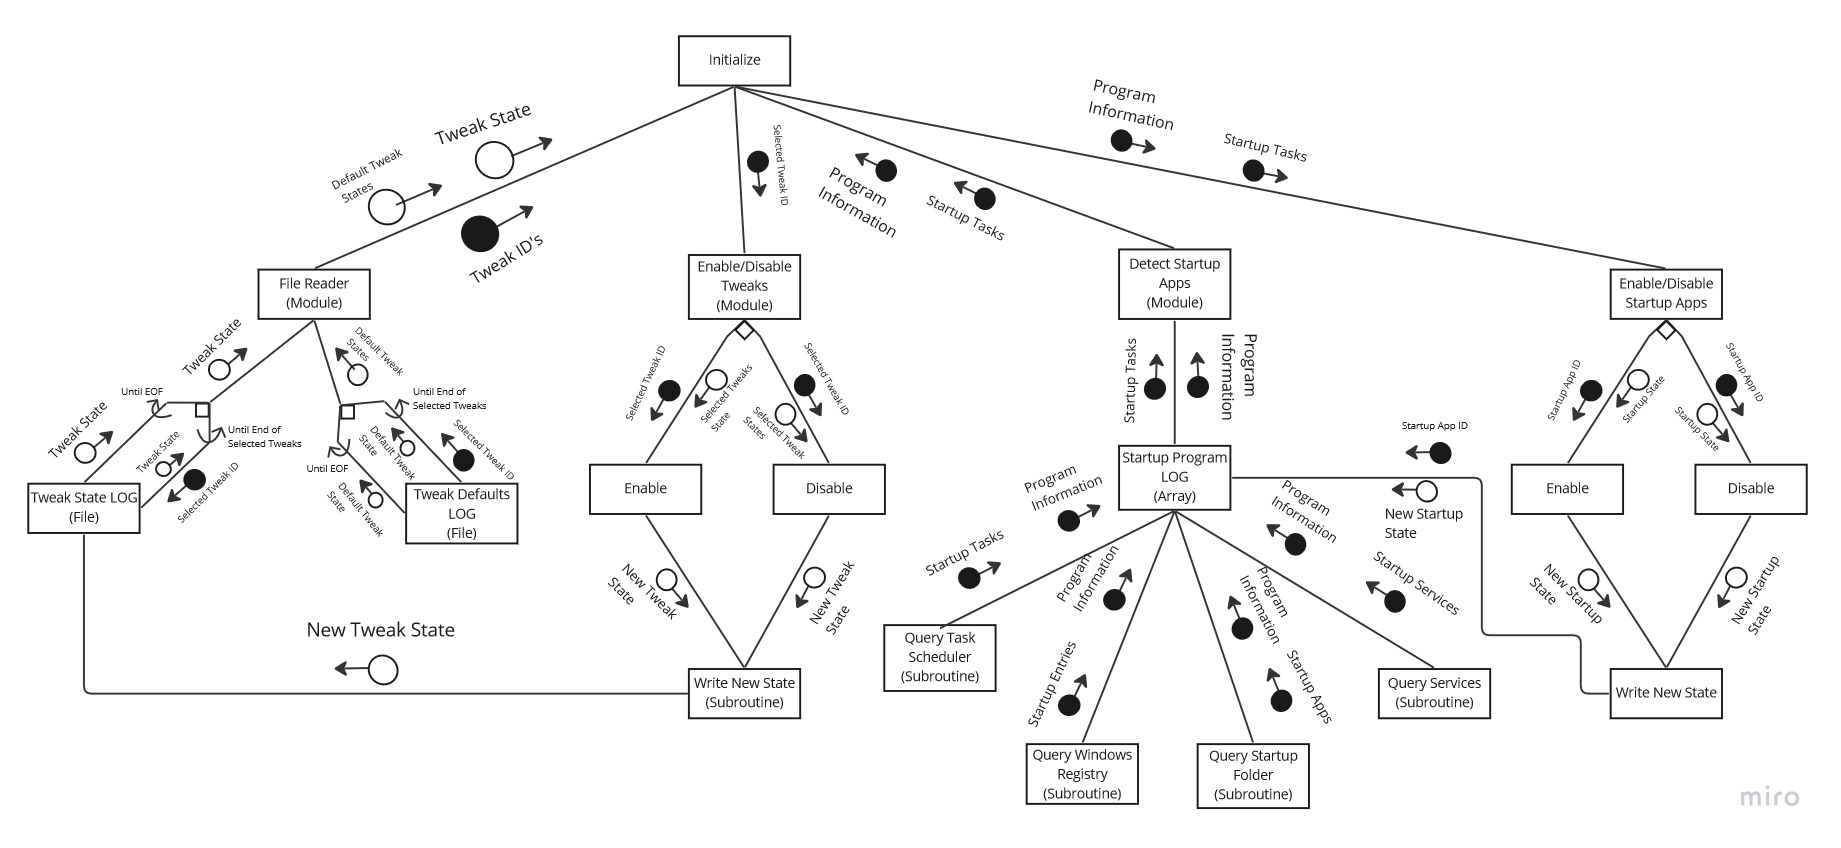 Initialize
Program
Information
Startup Tasks
Tweak State
Default Tweak
States
Tweak ID's
Selected Tweak ID
Program
Information
Startup Tasks
File Reader
(Module)
Enable/Disable
Tweaks
(Module)
Detect Startup
Apps
(Module)
Enable/Disable
Startup Apps
Tweak State
Default Tweak
States
Until EOF
Until End of
Selected Tweaks
Tweak State
Until End of
Selected Tweaks
Tweak State
Selected Tweak ID
Until EOF
Default Tweak
State
Selected Tweak ID
Default Tweak
State
Tweak State LOG
(File)
Tweak Defaults
LOG
(File)
Selected Tweak ID
Selected Tweaks
State
Selected Tweak ID
Selected Tweak
States
Enable
Disable
New Tweak
State
New Tweak
State
New Tweak State
Write New State
(Subroutine)
Startup Tasks
Program
Information
Startup Program
LOG
(Array)
Startup App ID
New Startup
State
Program
Information
Startup Tasks
Program
Information
Startup Entries
Program
Information
Startup Apps
Program
Information
Startup Services
Query Task
Scheduler
(Subroutine)
Query Windows
Registry
(Subroutine)
Query Startup
Folder
(Subroutine)
Query Services
(Subroutine)
Startup App ID
Startup State
Startup App ID
Startup State
Enable
Disable
New Startup
State
New Startup
State
Write New State
miro